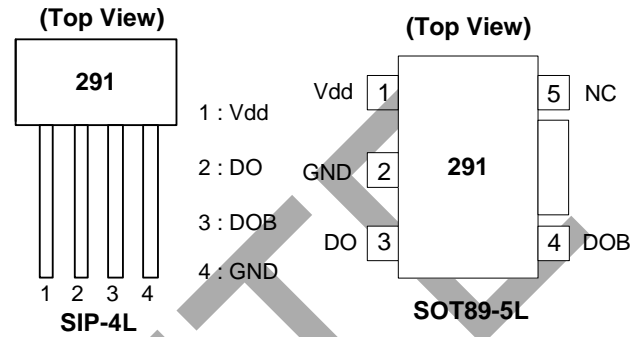 (Top View)
291
1 : Vdd
2 : DO
3 : DOB
4 : GND
1 2 3 4
SIP-4L
(Top View)
Vdd 1 5 NC
GND 2 291
DO 3 4 DOB
SOT89-5L